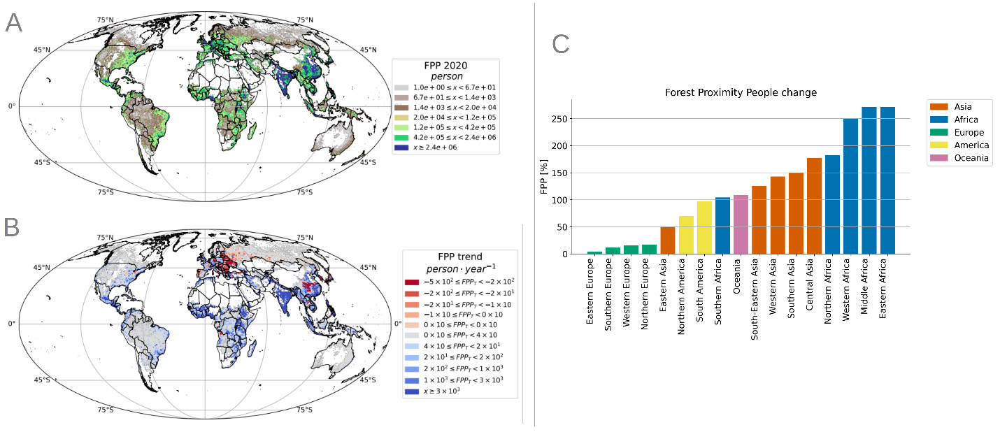 A
75°N
75°N
45°N
45°N
0°
45°S
45°S
75°S
75°S
FPP 2020
person
1.0e + 00 ≤ x < 6.7e + 01
6.7e + 01 ≤ x < 1.4e + 03
1.4e + 03 ≤ x < 2.0e + 04
2.0e + 04 ≤ x < 1.2e + 05
1.2e + 05 ≤ x < 4.2e + 05
4.2e + 05 ≤ x < 2.4e + 06
x ≥ 2.4e + 06
B
75°N
75°N
45°N
45°N
0°
0°
45°S
45°S
75°S
75°S
FPP trend
person · year⁻¹
−5 × 10² ≤ FPP_T < −2 × 10²
−2 × 10² ≤ FPP_T < −2 × 10¹
−2 × 10¹ ≤ FPP_T < −1 × 10
−1 × 10 ≤ FPP_T < 0 × 10
0 × 10 ≤ FPP_T < 0 × 10
0 × 10 ≤ FPP_T < 4 × 10
4 × 10 ≤ FPP_T < 2 × 10¹
2 × 10¹ ≤ FPP_T < 2 × 10²
2 × 10² ≤ FPP_T < 1 × 10³
1 × 10³ ≤ FPP_T < 3 × 10³
x ≥ 3 × 10³
C
Forest Proximity People change
FPP [%]
250
200
150
100
50
0
Eastern Europe
Southern Europe
Western Europe
Northern Europe
Eastern Asia
Northern America
South America
Southern Africa
Oceania
South-Eastern Asia
Western Asia
Southern Asia
Central Asia
Northern Africa
Western Africa
Middle Africa
Eastern Africa
Asia
Africa
Europe
America
Oceania